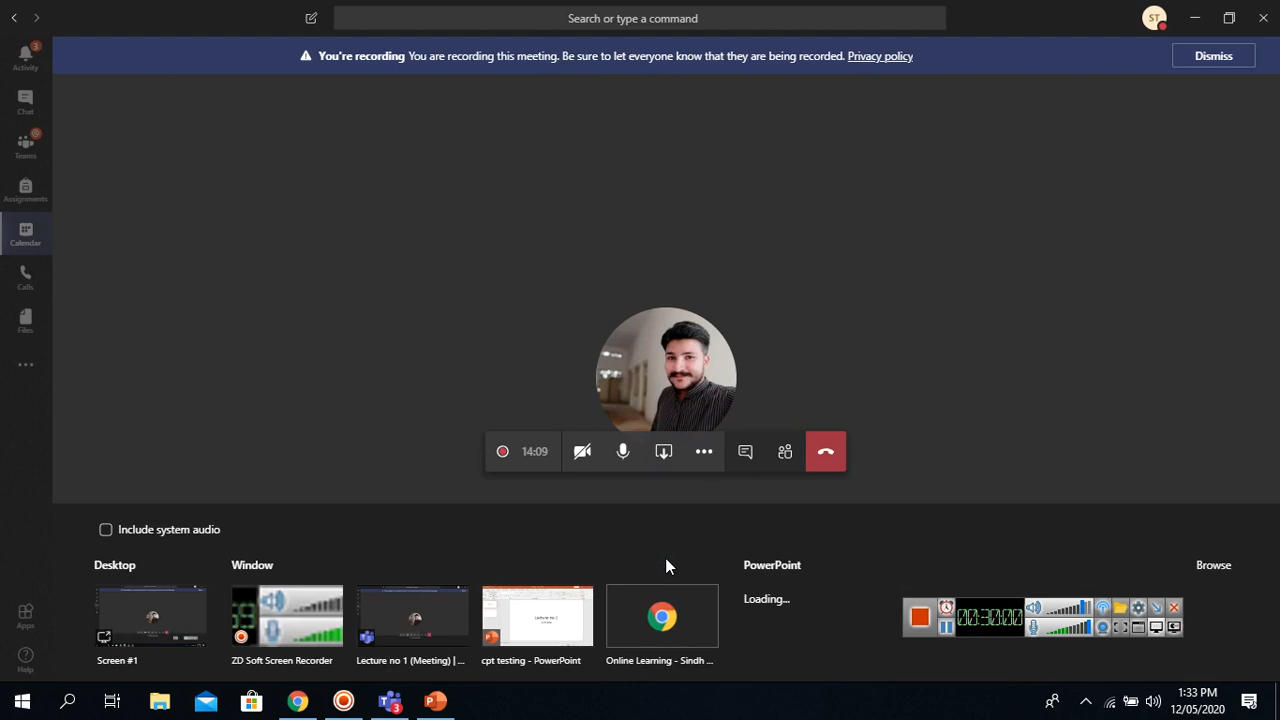 Search or type a command
ST
You're recording You are recording this meeting. Be sure to let everyone know that they are being recorded. Privacy policy
Dismiss
3
Activity
Chat
Teams
Assignments
Calendar
Calls
Files
14:09
Include system audio
Desktop
Window
PowerPoint
Browse
Loading...
Screen #1
ZD Soft Screen Recorder
Lecture no 1 (Meeting) | ...
cpt testing - PowerPoint
Online Learning - Sindh ...
Apps
Help
3
1:33 PM
12/05/2020